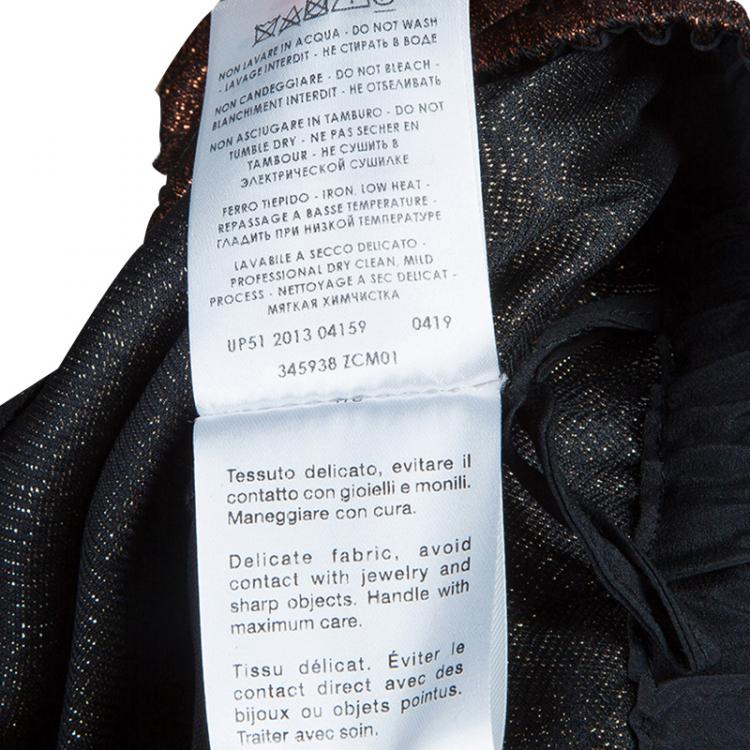 NON LAVARE IN ACQUA - DO NOT WASH
- LAVAGE INTERDIT - НЕ СТИРАТЬ В ВОДЕ
NON CANDEGGIARE - DO NOT BLEACH -
BLANCHIMENT INTERDIT - НЕ ОТБЕЛИВАТЬ
NON ASCIUGARE IN TAMBURO - DO NOT
TUMBLE DRY - NE PAS SECHER EN
TAMBOUR - НЕ СУШИТЬ В
ЭЛЕКТРИЧЕСКОЙ СУШИЛКЕ
FERRO TIEPIDO - IRON, LOW HEAT -
REPASSAGE A BASSE TEMPERATURE -
ГЛАДИТЬ ПРИ НИЗКОЙ ТЕМПЕРАТУРЕ
LAVABILE A SECCO DELICATO -
PROFESSIONAL DRY CLEAN, MILD
PROCESS - NETTOYAGE A SEC DELICAT -
МЯГКАЯ ХИМЧИСТКА
UP51 2013 04159 0419
345938 ZCM01
Tessuto delicato, evitare il
contatto con gioielli e monili.
Maneggiare con cura.
Delicate fabric, avoid
contact with jewelry and
sharp objects. Handle with
maximum care.
Tissu délicat. Éviter le
contact direct avec des
bijoux ou objets pointus.
Traiter avec soin.